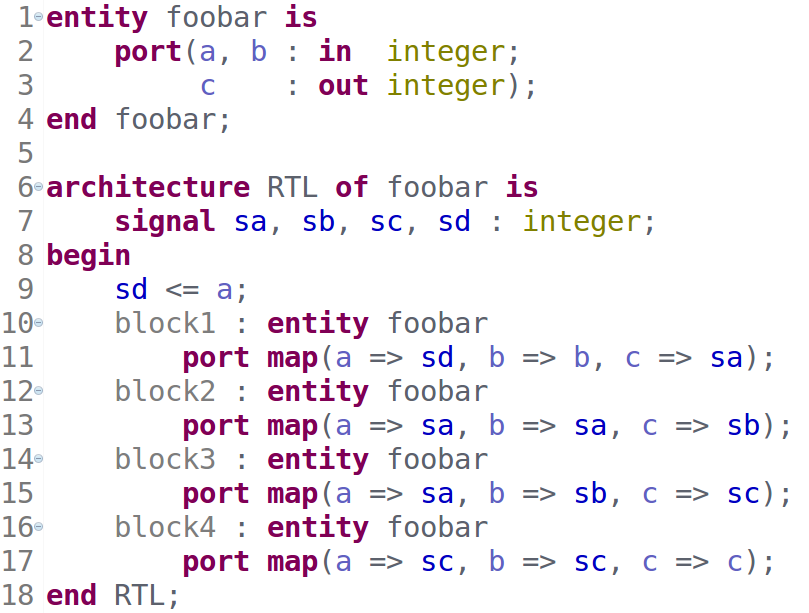 1 entity foobar is
2     port(a, b : in  integer;
3          c    : out integer);
4 end foobar;
5
6 architecture RTL of foobar is
7     signal sa, sb, sc, sd : integer;
8 begin
9     sd <= a;
10     block1 : entity foobar
11         port map(a => sd, b => b, c => sa);
12     block2 : entity foobar
13         port map(a => sa, b => sa, c => sb);
14     block3 : entity foobar
15         port map(a => sa, b => sb, c => sc);
16     block4 : entity foobar
17         port map(a => sc, b => sc, c => c);
18 end RTL;